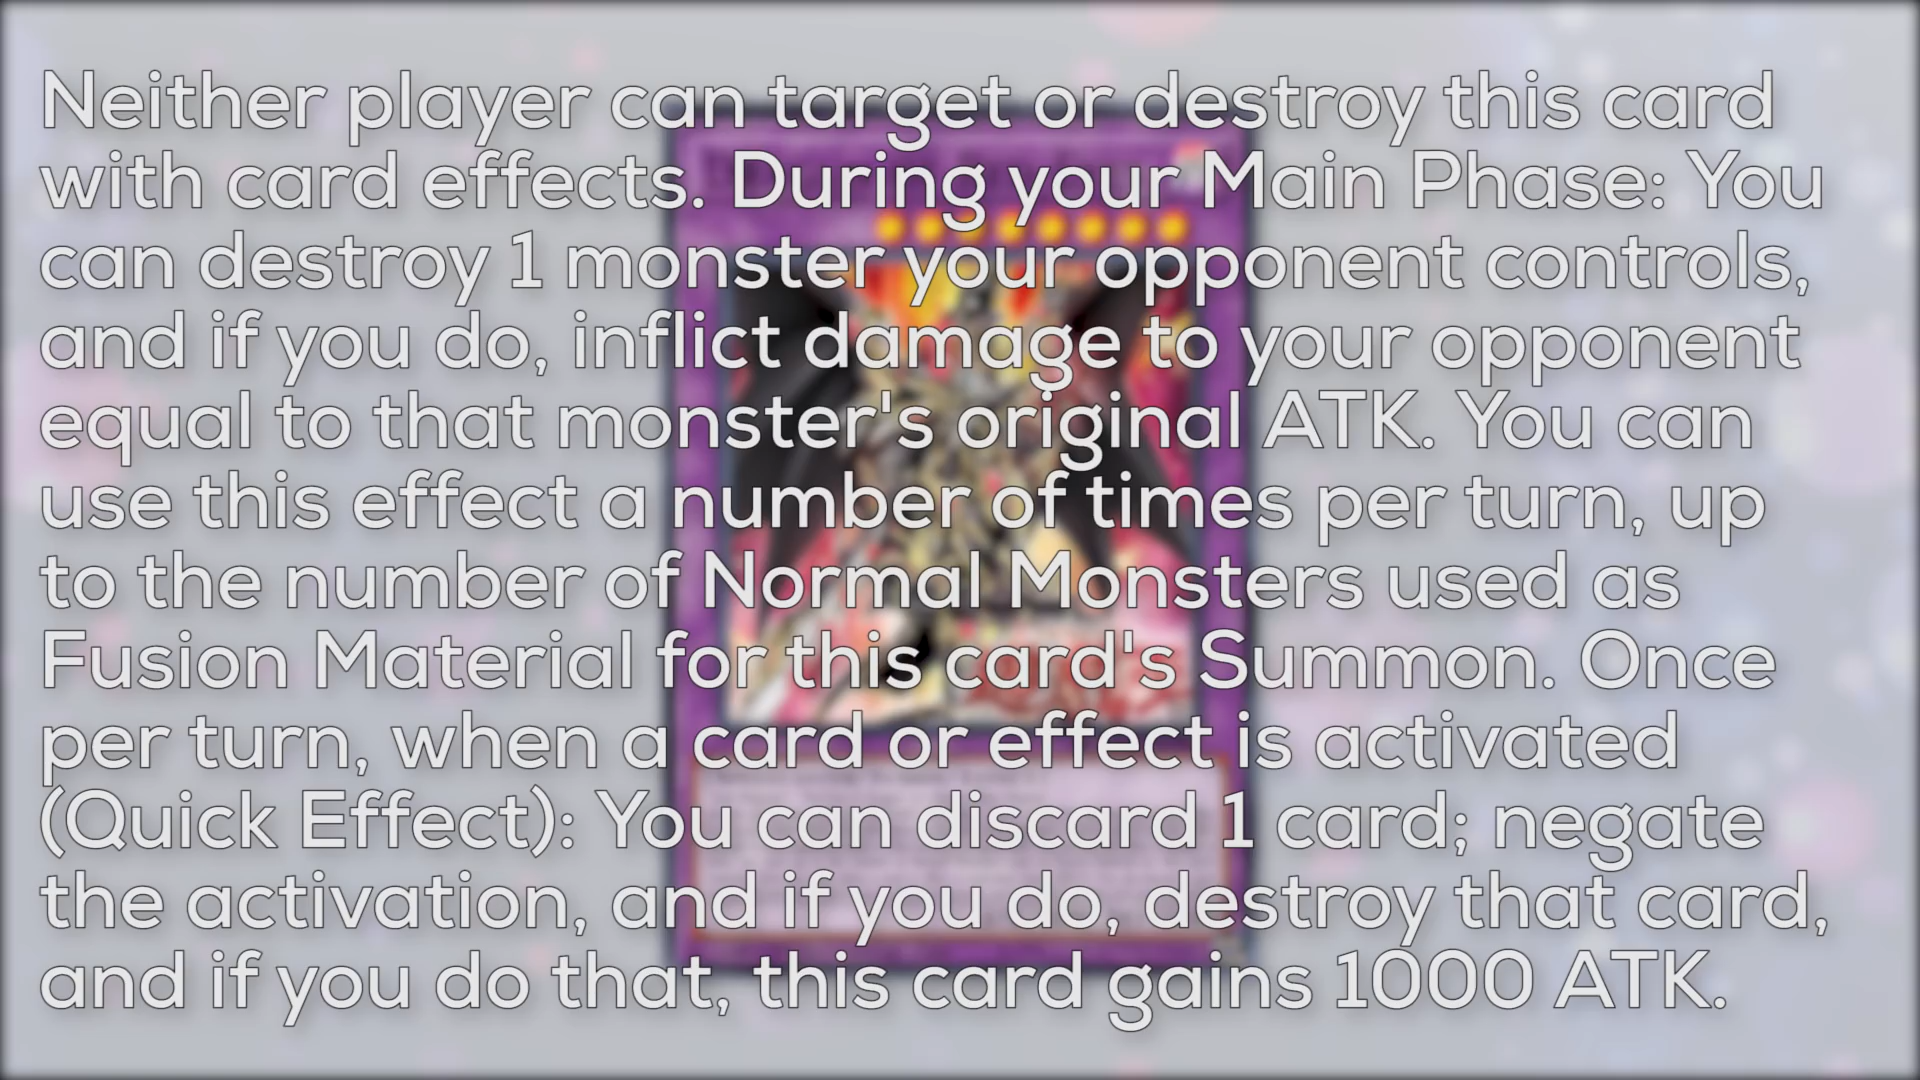 Neither player can target or destroy this card
with card effects. During your Main Phase: You
can destroy 1 monster your opponent controls,
and if you do, inflict damage to your opponent
equal to that monster's original ATK. You can
use this effect a number of times per turn, up
to the number of Normal Monsters used as
Fusion Material for this card's Summon. Once
per turn, when a card or effect is activated
(Quick Effect): You can discard 1 card; negate
the activation, and if you do, destroy that card,
and if you do that, this card gains 1000 ATK.